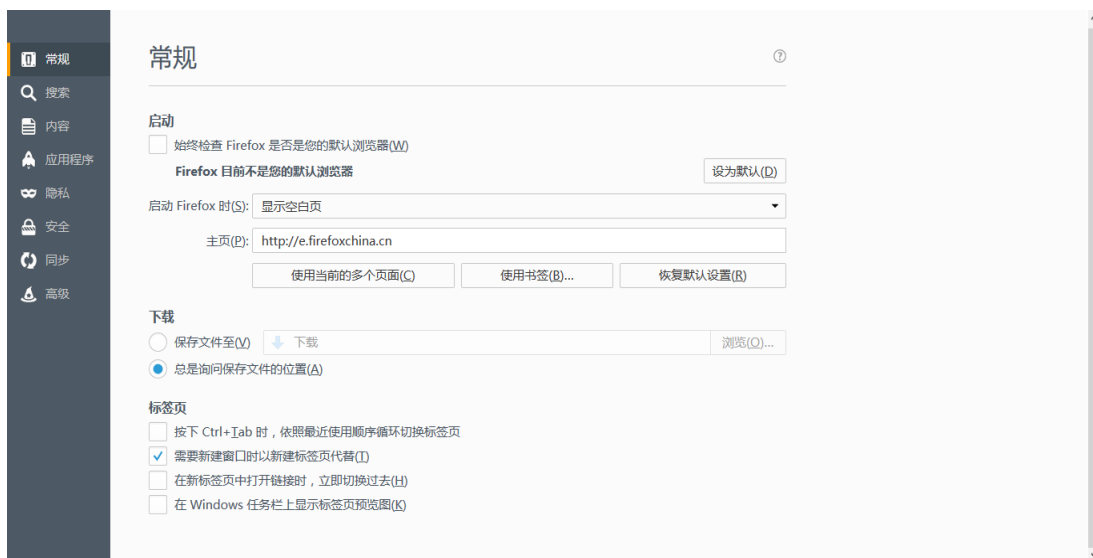 常规
搜索
内容
应用程序
隐私
安全
同步
高级
常规
?
启动
始终检查 Firefox 是否是您的默认浏览器(W)
Firefox 目前不是您的默认浏览器 设为默认(D)
启动 Firefox 时(S): 显示空白页
主页(P): http://e.firefoxchina.cn
使用当前的多个页面(C) 使用书签(B)... 恢复默认设置(R)
下载
保存文件至(V) 下载 浏览(O)...
总是询问保存文件的位置(A)
标签页
按下 Ctrl+Tab 时，依照最近使用顺序循环切换标签页
需要新建窗口时以新建标签页代替(T)
在新标签页中打开链接时，立即切换过去(H)
在 Windows 任务栏上显示标签页预览图(K)